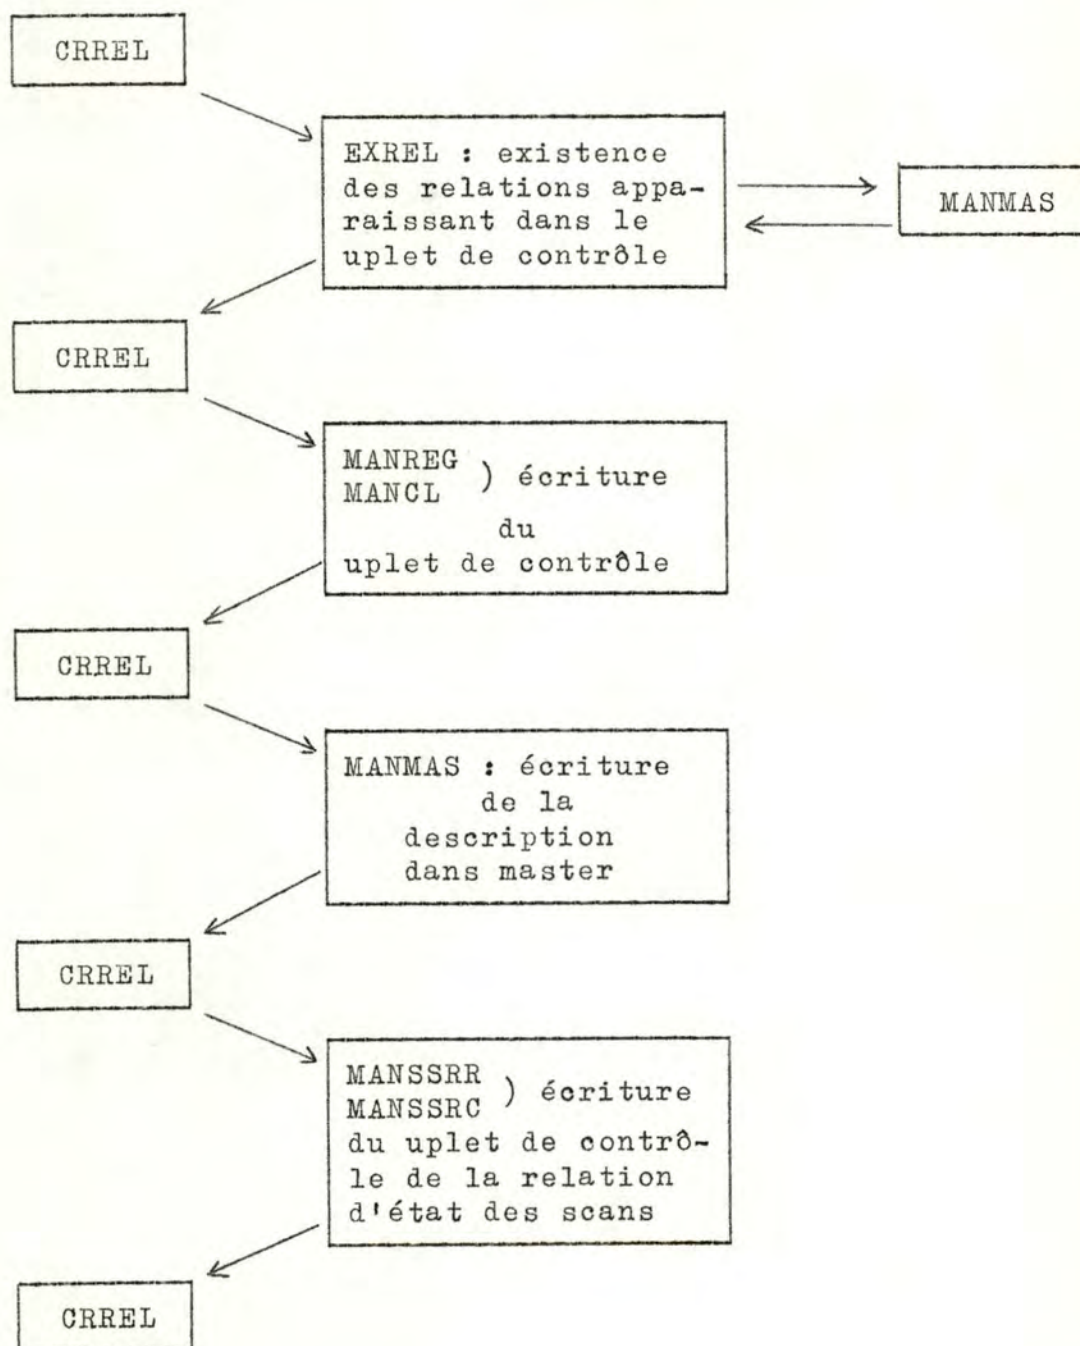 CRREL
EXREL : existence
des relations appa-
raissant dans le
uplet de contrôle
MANMAS
CRREL
MANREG
MANCL ) écriture
du
uplet de contrôle
CRREL
MANMAS : écriture
de la
description
dans master
CRREL
MANSSRR
MANSSRC ) écriture
du uplet de contrô-
le de la relation
d'état des scans
CRREL